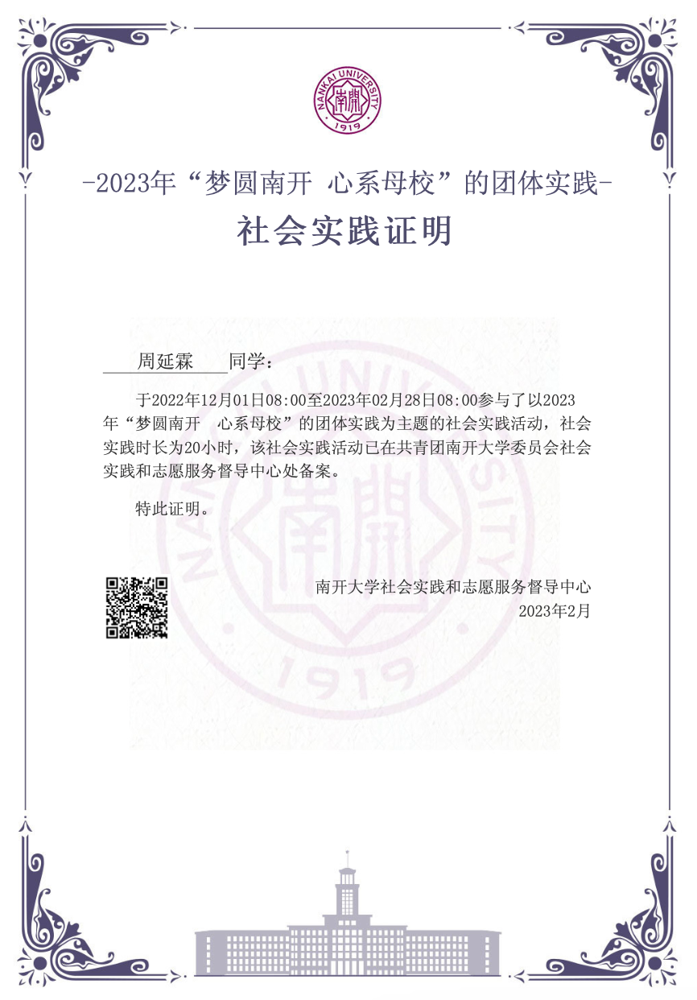 NANKAI UNIVERSITY
南開
1919
-2023年“梦圆南开 心系母校”的团体实践-
社会实践证明
周延霖 同学：
于2022年12月01日08:00至2023年02月28日08:00参与了以2023
年“梦圆南开 心系母校”的团体实践为主题的社会实践活动，社会
实践时长为20小时，该社会实践活动已在共青团南开大学委员会社会
实践和志愿服务督导中心处备案。
特此证明。
NANKAI UNIVERSITY
南開
1919
南开大学社会实践和志愿服务督导中心
2023年2月